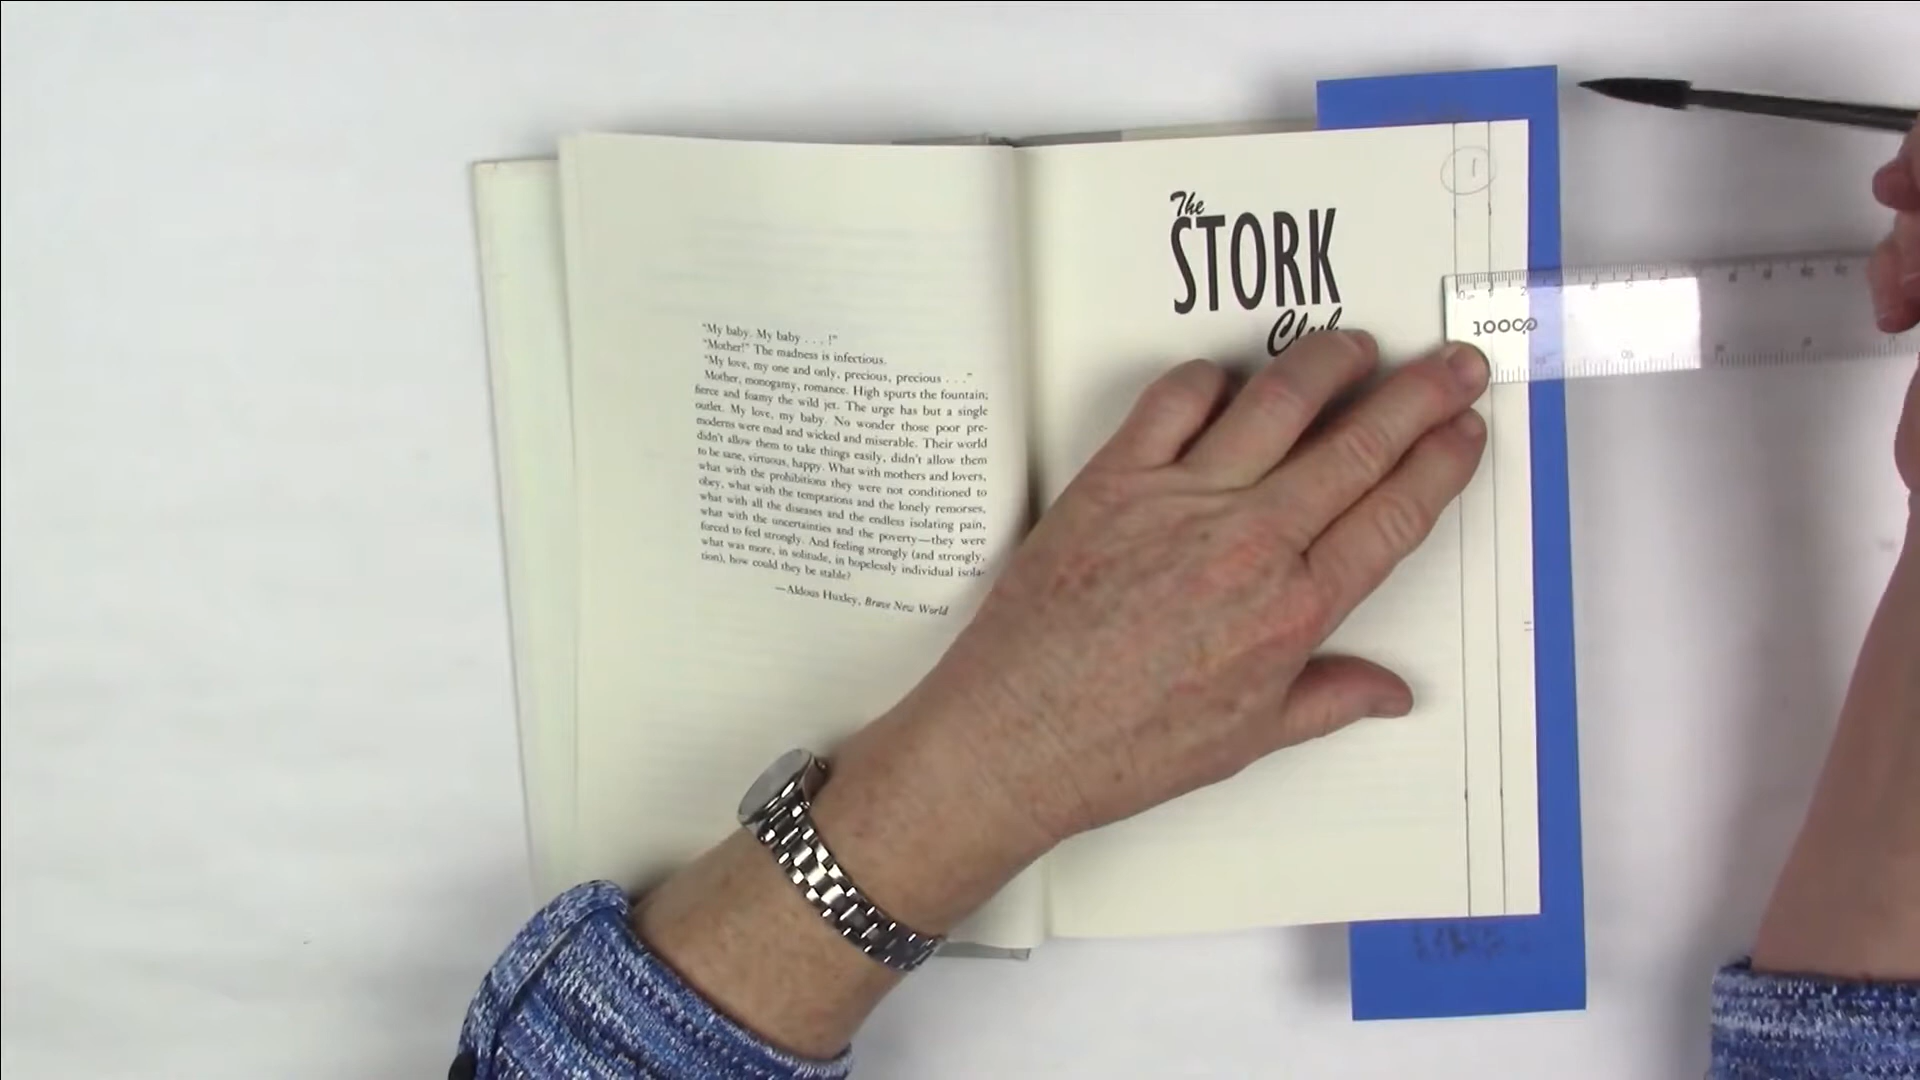 "My baby. My baby . . . !"
"Mother!" The madness is infectious.
"My love, my one and only, precious, precious . . ."
Mother, monogamy, romance. High spurts the fountain;
fierce and foamy the wild jet. The urge has but a single
outlet. My love, my baby. No wonder those poor pre-
moderns were mad and wicked and miserable. Their world
didn't allow them to take things easily, didn't allow them
to be sane, virtuous, happy. What with mothers and lovers,
what with the prohibitions they were not conditioned to
obey, what with the temptations and the lonely remorses,
what with all the diseases and the endless isolating pain,
what with the uncertainties and the poverty—they were
forced to feel strongly. And feeling strongly (and strongly,
what was more, in solitude, in hopelessly individual isola-
tion), how could they be stable?
—Aldous Huxley, Brave New World
The
STORK
Club
1